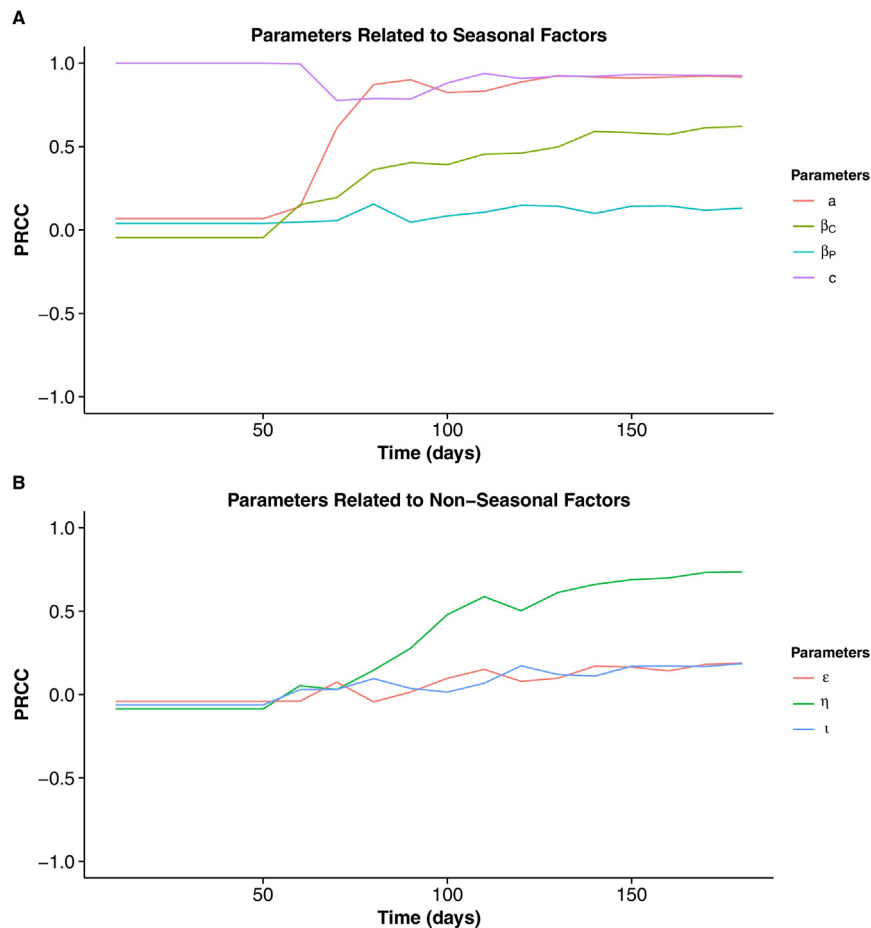 A
Parameters Related to Seasonal Factors
1.0
0.5
0.0
−0.5
−1.0
PRCC
50
100
150
Time (days)
Parameters
a
βC
βP
c
B
Parameters Related to Non−Seasonal Factors
1.0
0.5
0.0
−0.5
−1.0
PRCC
50
100
150
Time (days)
Parameters
ε
η
ι